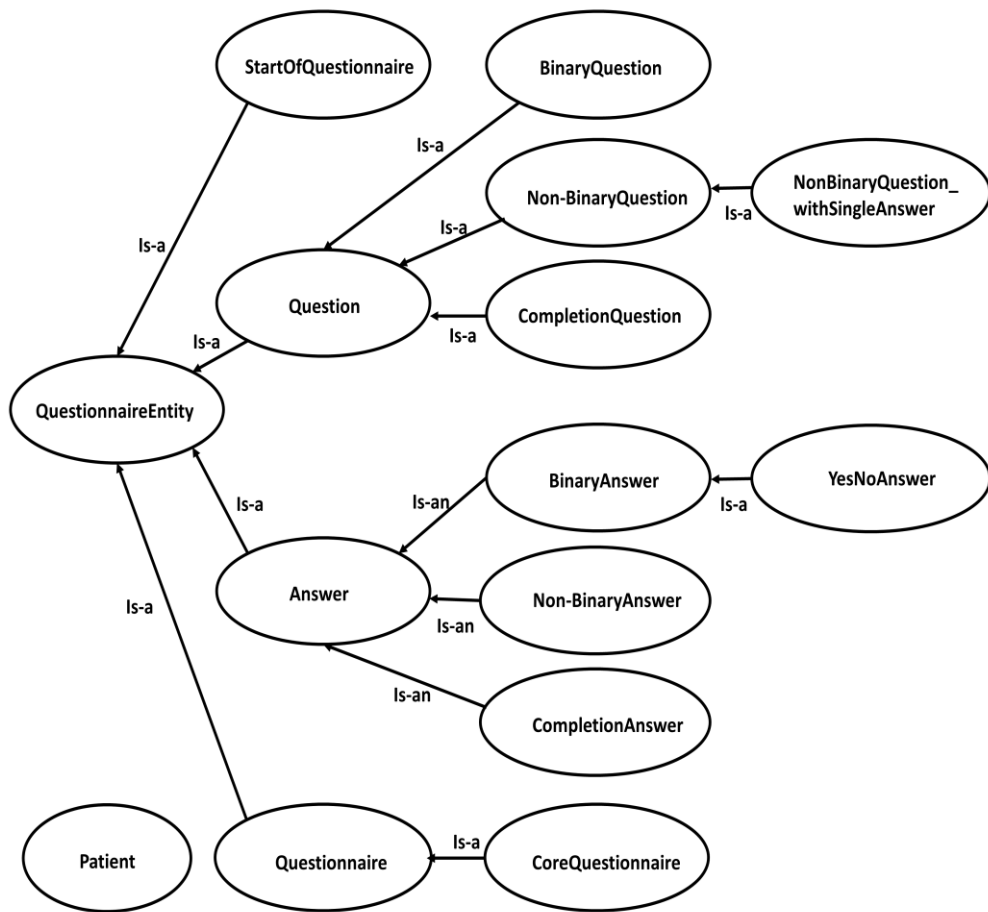 StartOfQuestionnaire
BinaryQuestion
Is-a
Non-BinaryQuestion
NonBinaryQuestion_
withSingleAnswer
Is-a
Is-a
Is-a
Question
CompletionQuestion
Is-a
Is-a
QuestionnaireEntity
BinaryAnswer
YesNoAnswer
Is-a
Is-an
Is-a
Answer
Non-BinaryAnswer
Is-a
Is-an
Is-an
CompletionAnswer
Is-a
Patient
Questionnaire
CoreQuestionnaire